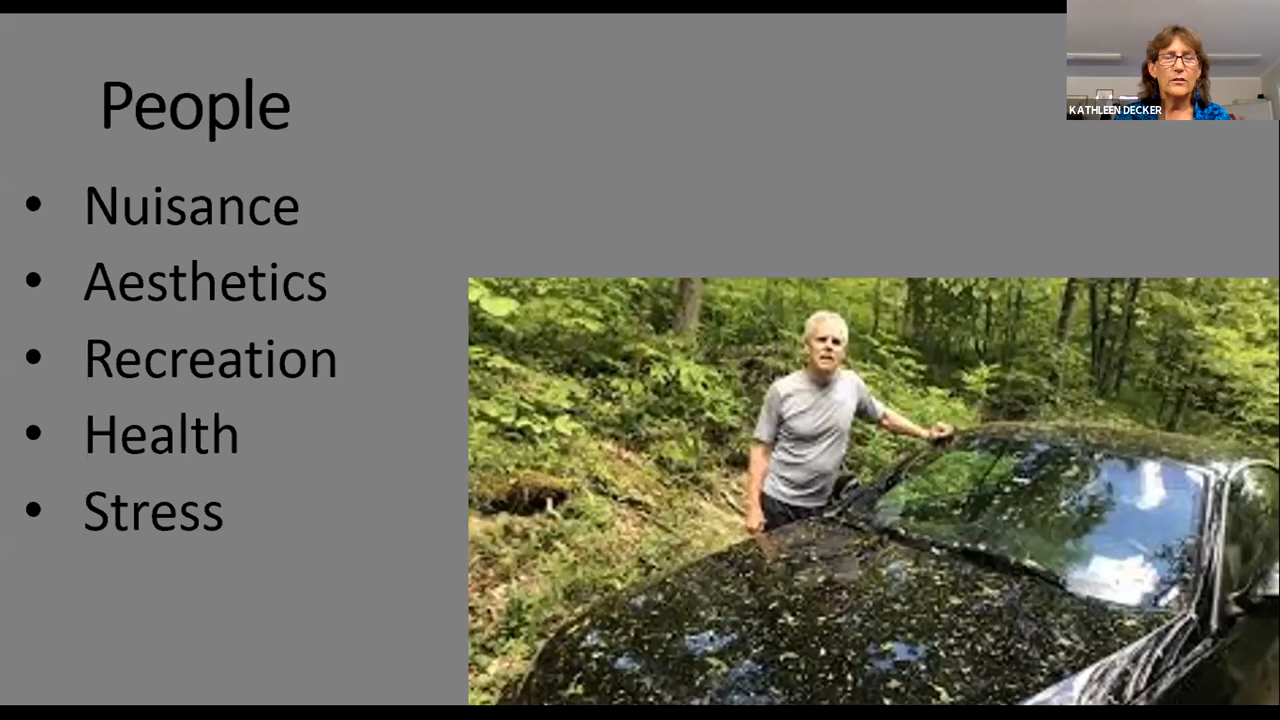 People
KATHLEEN DECKER
• Nuisance
• Aesthetics
• Recreation
• Health
• Stress